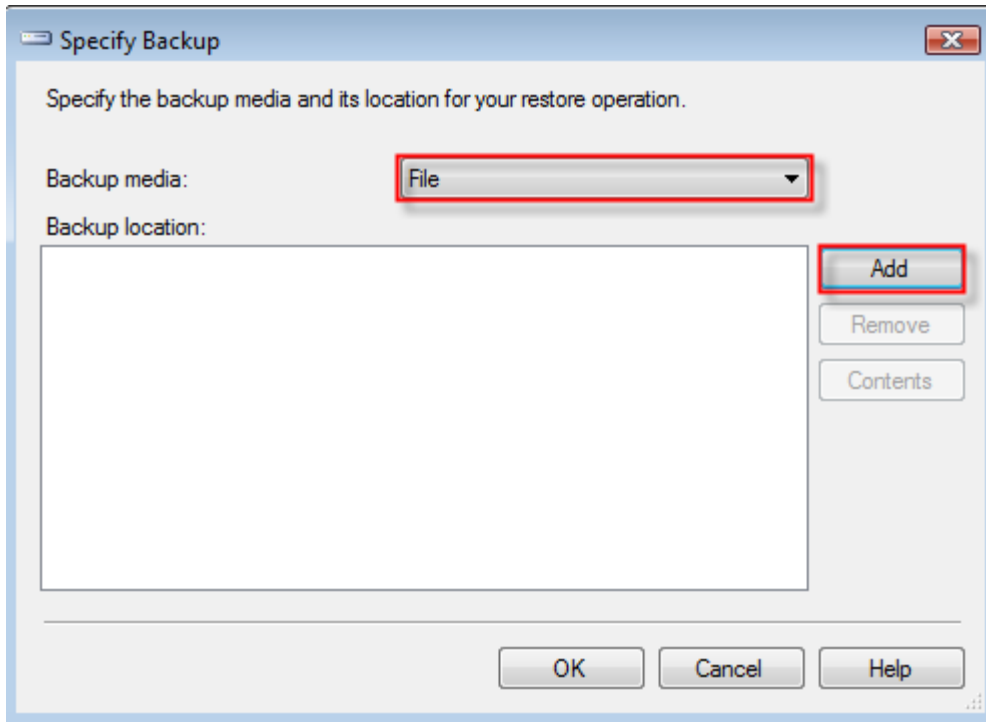 Specify Backup
Specify the backup media and its location for your restore operation.
Backup media:
File
Backup location:
Add
Remove
Contents
OK
Cancel
Help